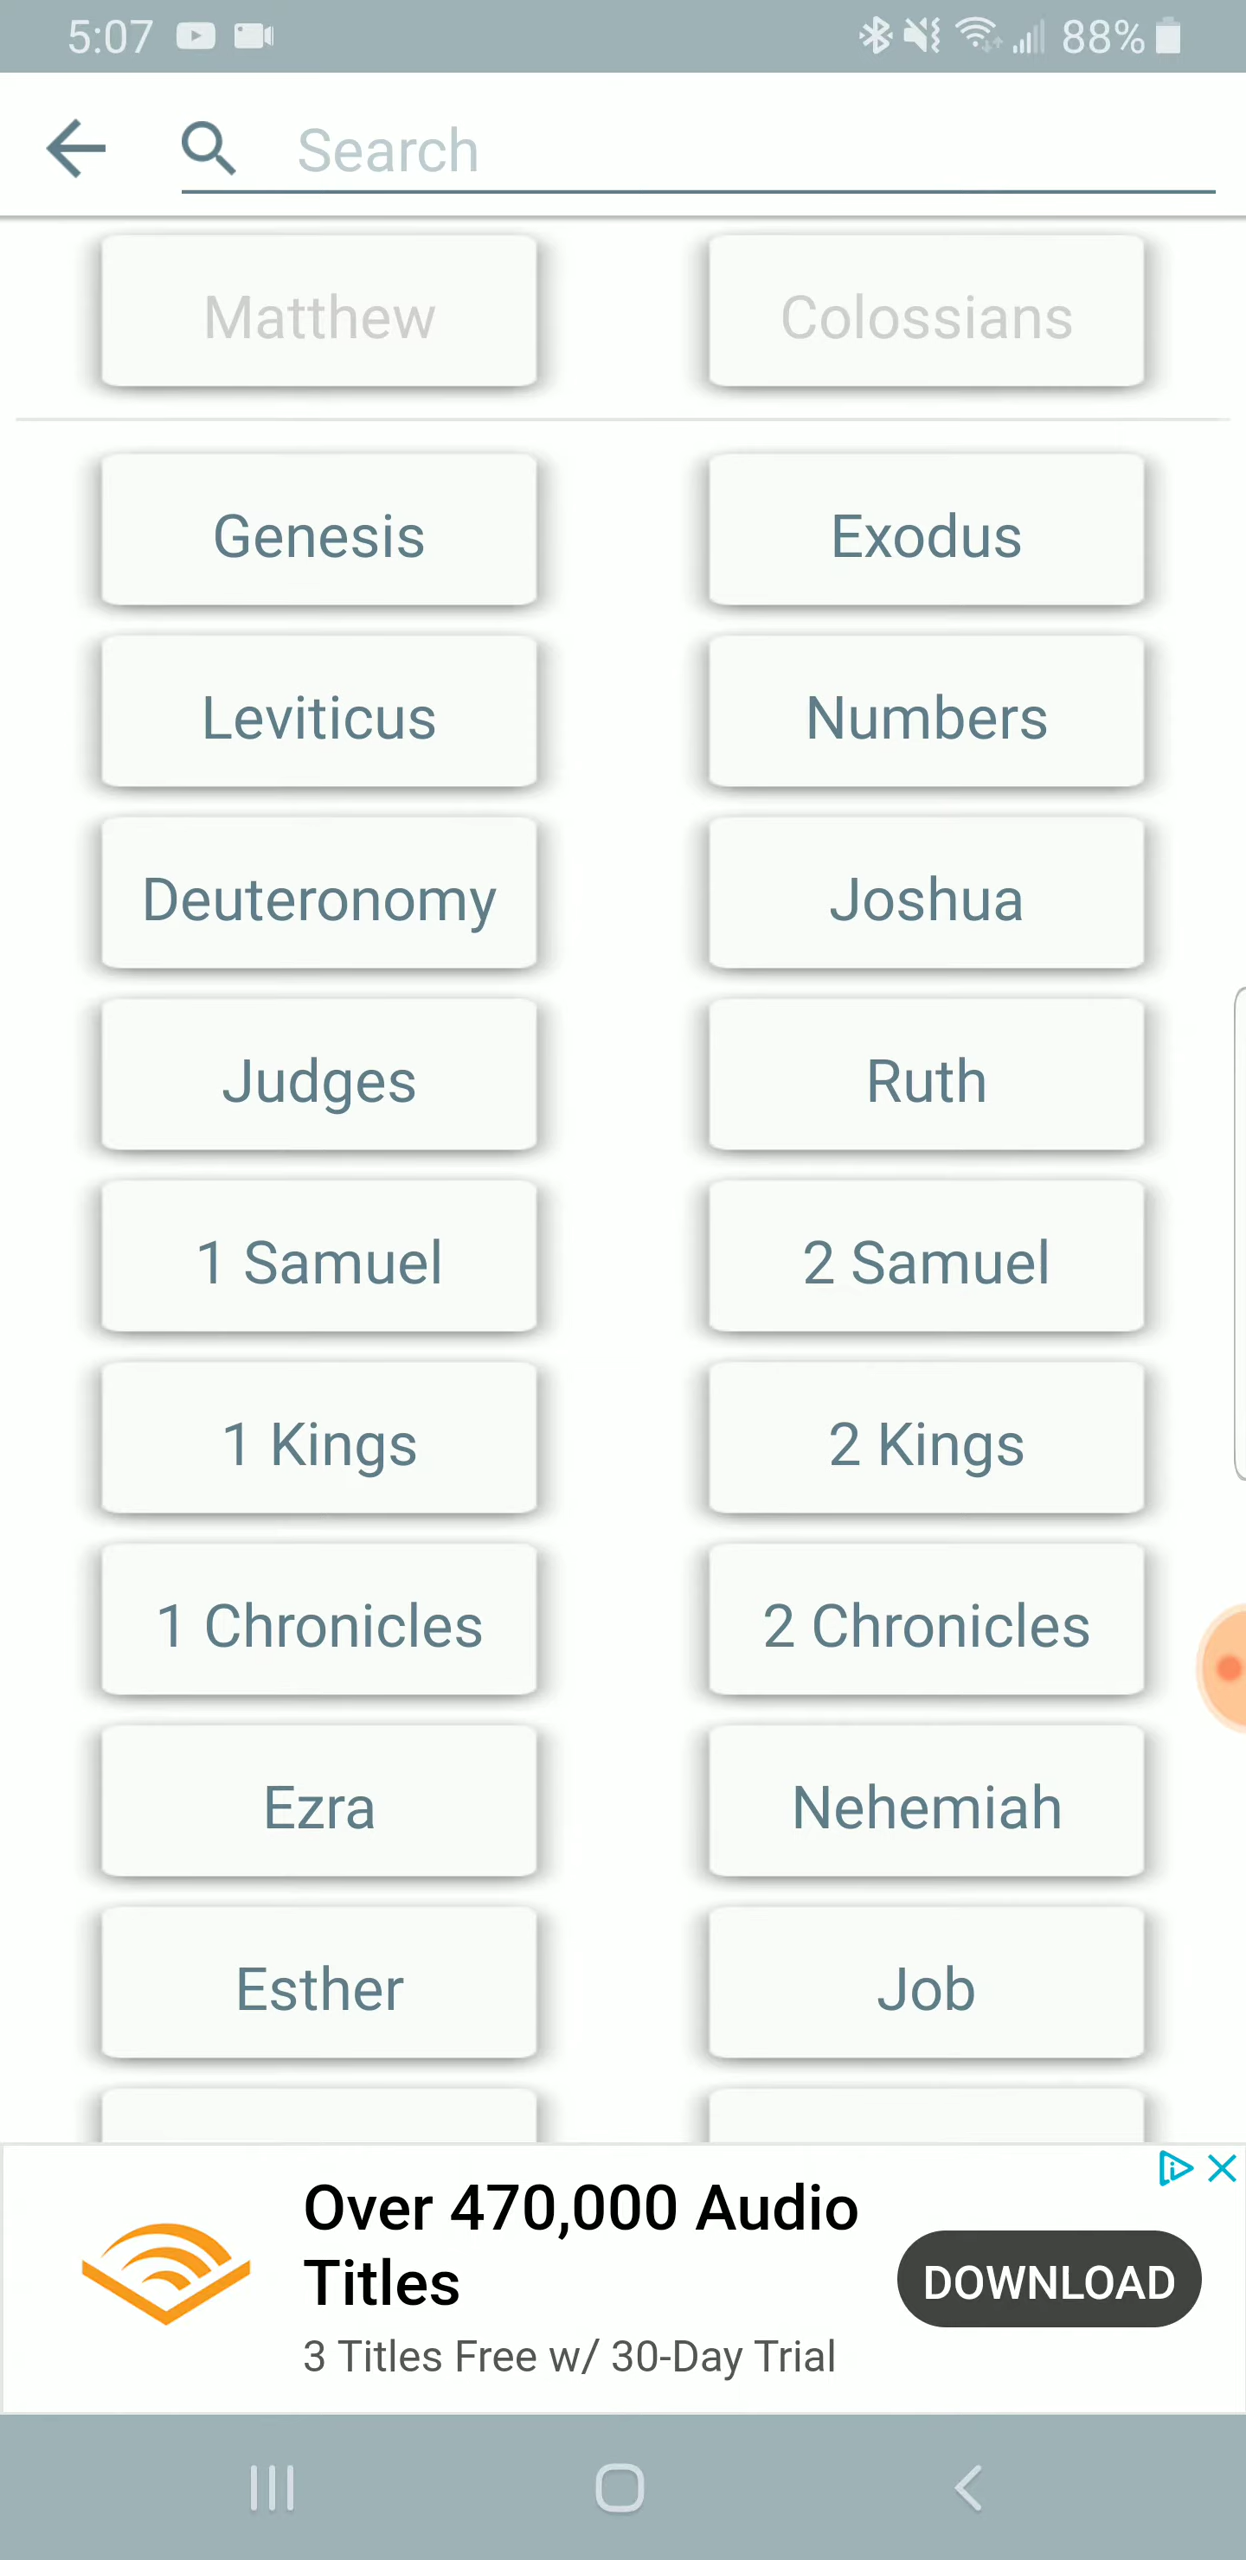 5:07 88%
Search
Matthew Colossians
Genesis Exodus
Leviticus Numbers
Deuteronomy Joshua
Judges Ruth
1 Samuel 2 Samuel
1 Kings 2 Kings
1 Chronicles 2 Chronicles
Ezra Nehemiah
Esther Job
Over 470,000 Audio
Titles
3 Titles Free w/ 30-Day Trial
DOWNLOAD